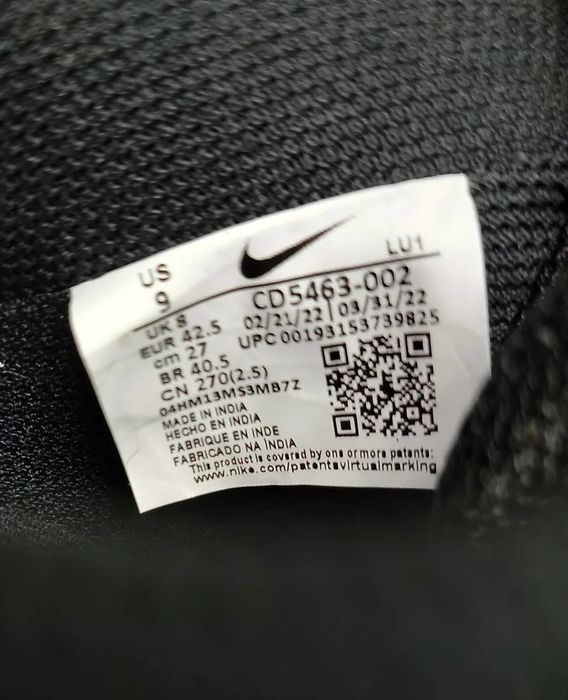 LU1
US
9
CD5463-002
UK 8
02/21/22 | 03/31/22
EUR 42.5
UPC 00193153739825
cm 27
BR 40.5
CN 270(2.5)
04HM13MS3MB7Z
MADE IN INDIA
HECHO EN INDIA
FABRIQUE EN INDE
FABRICADO NA ÍNDIA
This product is covered by one or more patents:
www.nike.com/patentsvirtualmarking